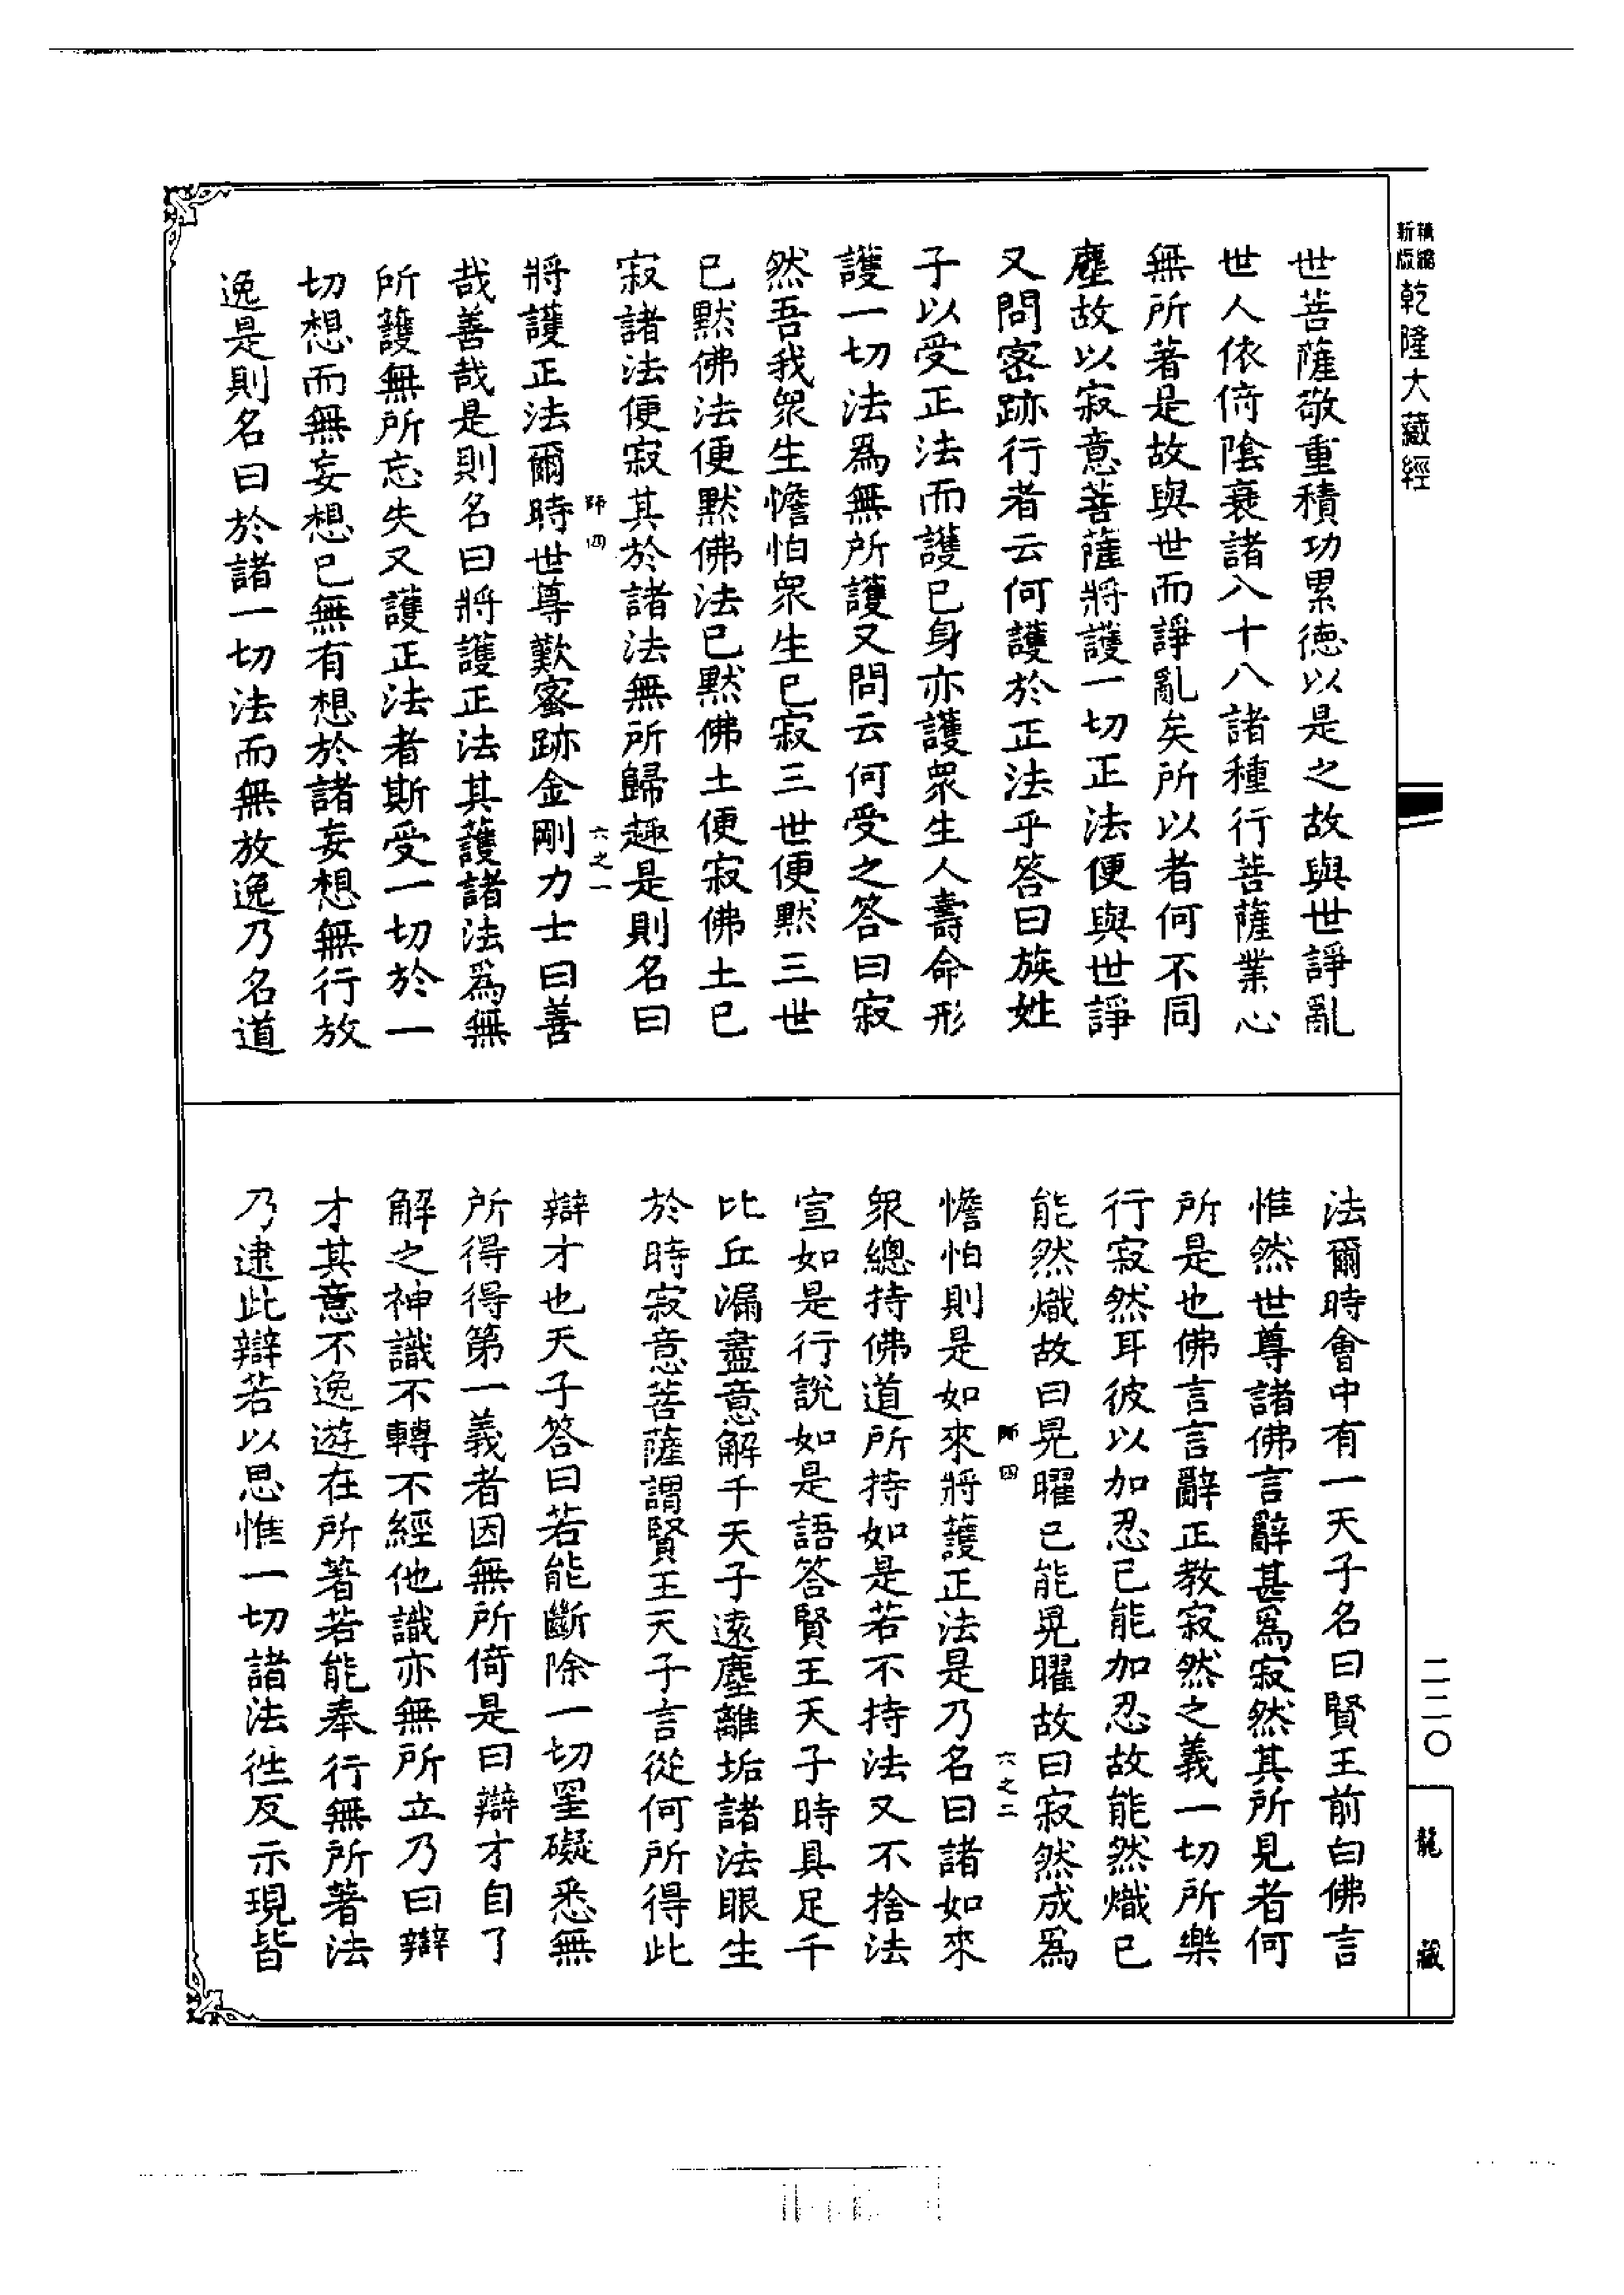 新編縮版乾隆大藏經
世菩薩敬重積功累德以是之故與世諍亂
世人依倚陰衰諸八十八諸種行菩薩業心
無所著是故與世而諍亂矣所以者何不同
塵故以寂意菩薩將護一切正法便與世諍
又問密跡行者云何護於正法乎答曰族姓
子以受正法而護已身亦護眾生人壽命形
護一切法為無所護又問云何受之答曰寂
然吾我眾生憺怕眾生已寂三世便默三世
已默佛法便默佛法已默佛土便寂佛土已
寂諸法便寂其於諸法無所歸趣是則名曰
師四 六之一
將護正法爾時世尊歎密跡金剛力士曰善
哉善哉是則名曰將護正法其護諸法為無
所護無所忘失又護正法者斯受一切於一
切想而無妄想已無有想於諸妄想無行放
逸是則名曰於諸一切法而無放逸乃名道
法爾時會中有一天子名曰賢王前白佛言
惟然世尊諸佛言辭甚為寂然其所見者何
所是也佛言言辭正教寂然之義一切所樂
行寂然耳彼以加忍已能加忍故能然熾已
能然熾故曰晃曜已能晃曜故曰寂然成為
師四 六之二
憺怕則是如來將護正法是乃名曰諸如來
眾總持佛道所持如是若不持法又不捨法
宣如是行說如是語答賢王天子時具足千
比丘漏盡意解千天子遠塵離垢諸法眼生
於時寂意菩薩謂賢王天子言從何所得此
辯才也天子答曰若能斷除一切罣礙悉無
所得得第一義者因無所倚是曰辯才自了
解之神識不轉不經他識亦無所立乃曰辯
才其意不逸遊在所著若能奉行無所著法
乃逮此辯若以思惟一切諸法往反示現皆
二二〇
龍藏